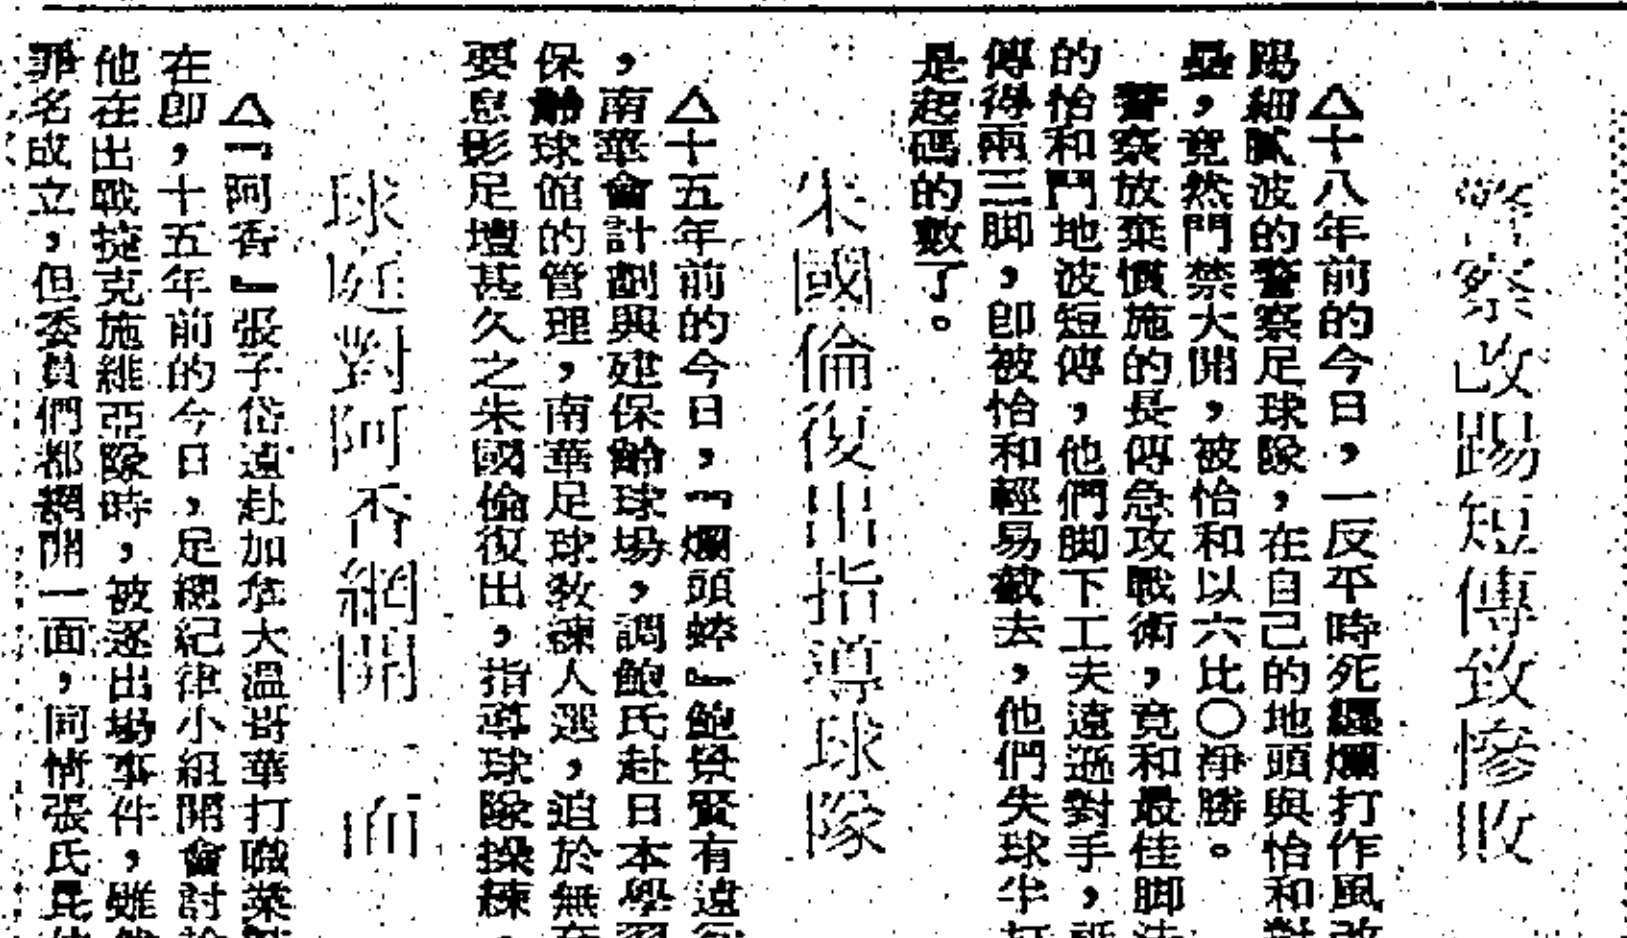 警察改踢短傳致慘敗
△十八年前的今日，一反平時死纏爛打作風改
踢細膩波的警察足球隊，在自己的地頭與怡和對
壘，竟然門禁大開，被怡和以六比〇淨勝。
警察放棄慣施的長傳急攻戰術，竟和最佳脚法
的怡和鬥地波短傳，他們脚下工夫遠遜對手，祇
傳得兩三脚，即被怡和輕易截去，他們失球半打
是起碼的數了。
朱國倫復出指導球隊
△十五年前的今日，『爛頭蟀』鮑景賢有遠行
，南華會計劃興建保齡球場，調鮑氏赴日本學習
保齡球館的管理，南華足球教練人選，迫於無奈
要息影足壇甚久之朱國倫復出，指導球隊操練，
球庭對阿香網開一面
△『阿香』張子岱遠赴加拿大溫哥華打職業
在即，十五年前的今日，足總紀律小組開會討論
他在出戰捷克施維亞隊時，被逐出場事件，雖然
罪名成立，但委員們都網開一面，同情張氏是